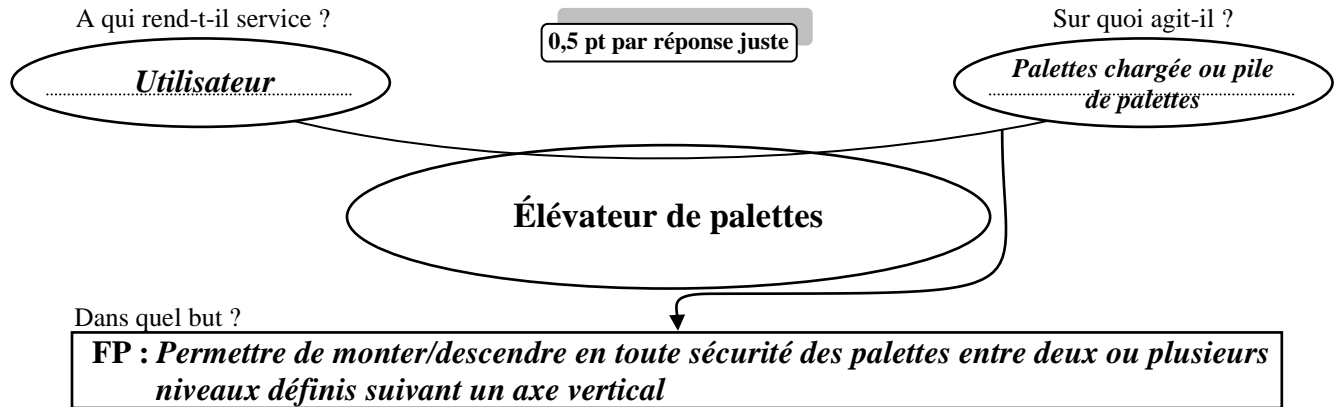 A qui rend-t-il service ?
Sur quoi agit-il ?
0,5 pt par réponse juste
Utilisateur
Palettes chargée ou pile
de palettes
Élévateur de palettes
Dans quel but ?
FP : Permettre de monter/descendre en toute sécurité des palettes entre deux ou plusieurs
niveaux définis suivant un axe vertical